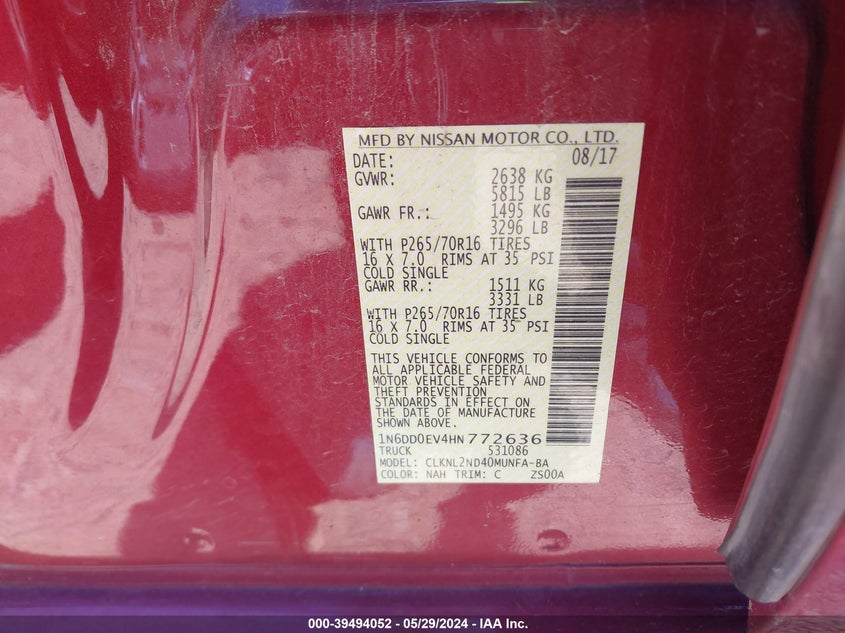 MFD BY NISSAN MOTOR CO., LTD.
DATE: 08/17
GVWR: 2638 KG
5815 LB
GAWR FR.: 1495 KG
3296 LB
WITH P265/70R16 TIRES
16 X 7.0 RIMS AT 35 PSI
COLD SINGLE
GAWR RR.: 1511 KG
3331 LB
WITH P265/70R16 TIRES
16 X 7.0 RIMS AT 35 PSI
COLD SINGLE
THIS VEHICLE CONFORMS TO
ALL APPLICABLE FEDERAL
MOTOR VEHICLE SAFETY AND
THEFT PREVENTION
STANDARDS IN EFFECT ON
THE DATE OF MANUFACTURE
SHOWN ABOVE.
1N6DD0EV4HN772636
TRUCK 531086
MODEL: CLKNL2ND40MUNFA-BA
COLOR: NAH TRIM: C ZS00A
000-39494052 - 05/29/2024 - IAA Inc.